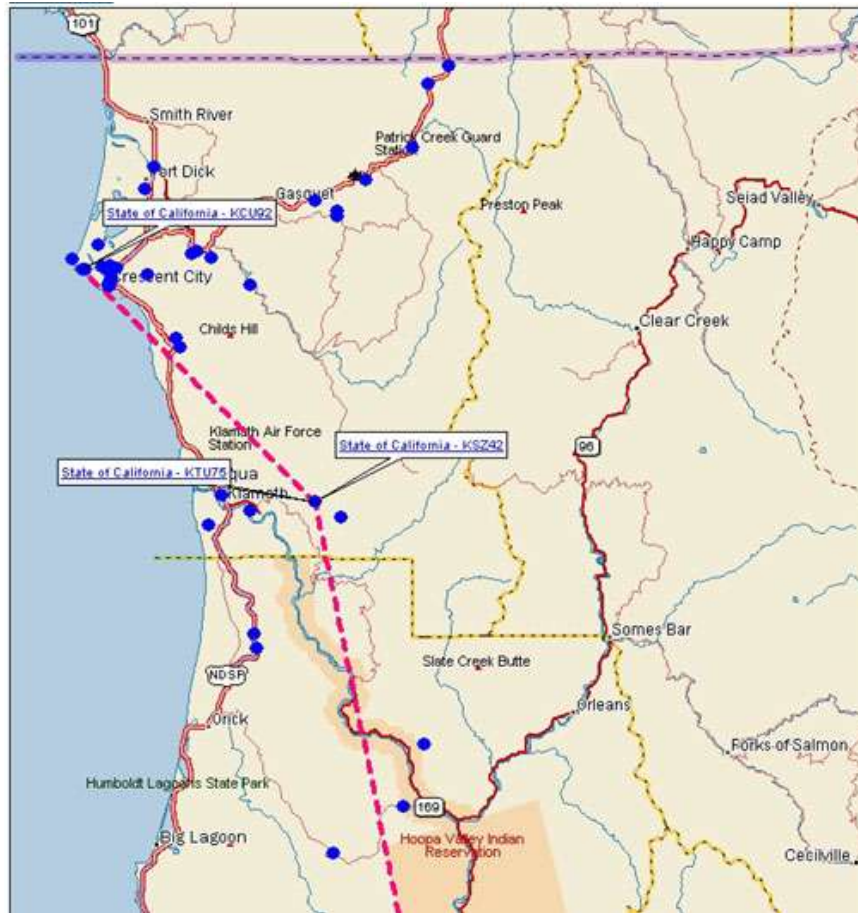 101
Smith River
Patrick Creek Guard
Station
ort Dick
Gasquet
State of California - KCU92
Preston Peak
Seiad Valley
Happy Camp
Crescent City
Clear Creek
Childs Hill
Klamath Air Force
Station
State of California - KSZ42
96
State of California - KTU75
qua
Klamath
Somes Bar
Slate Creek Butte
NDSP
Orleans
Orick
Forks of Salmon
Humboldt Lagoons State Park
169
Big Lagoon
Hoopa Valley Indian
Reservation
Cecilville